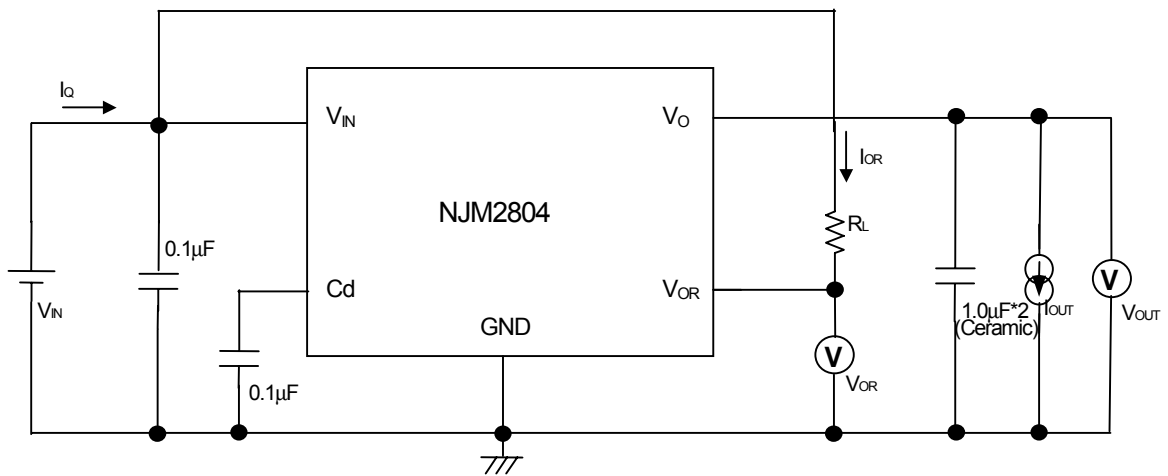 IQ
VIN
VO
IOR
NJM2804
RL
0.1μF
Cd
VOR
VIN
GND
1.0μF*2
(Ceramic)
IOUT
V
VOUT
V
VOR
0.1μF